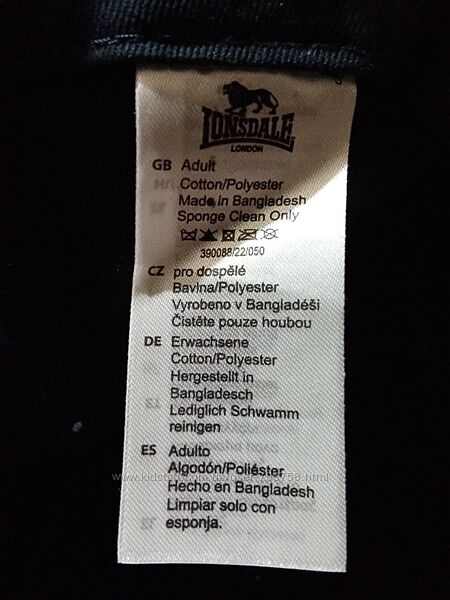 LONSDALE
LONDON
GB Adult
Cotton/Polyester
Made in Bangladesh
Sponge Clean Only
390088/22/050
CZ pro dospělé
Bavlna/Polyester
Vyrobeno v Bangladéši
Čistěte pouze houbou
DE Erwachsene
Cotton/Polyester
Hergestellt in
Bangladesch
Lediglich Schwamm
reinigen
ES Adulto
Algodón/Poliéster
Hecho en Bangladesh
Limpiar solo con
esponja.